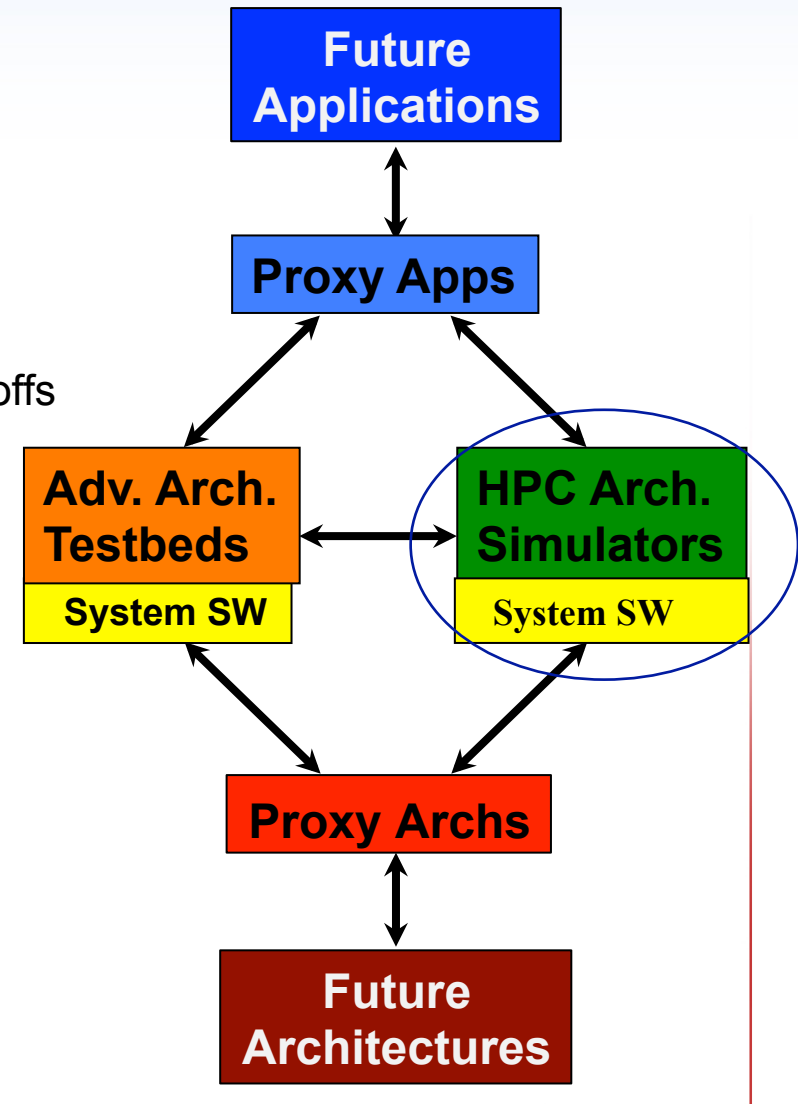 Future
Applications
Proxy Apps
offs
Adv. Arch.
Testbeds
System SW
HPC Arch.
Simulators
System SW
Proxy Archs
Future
Architectures